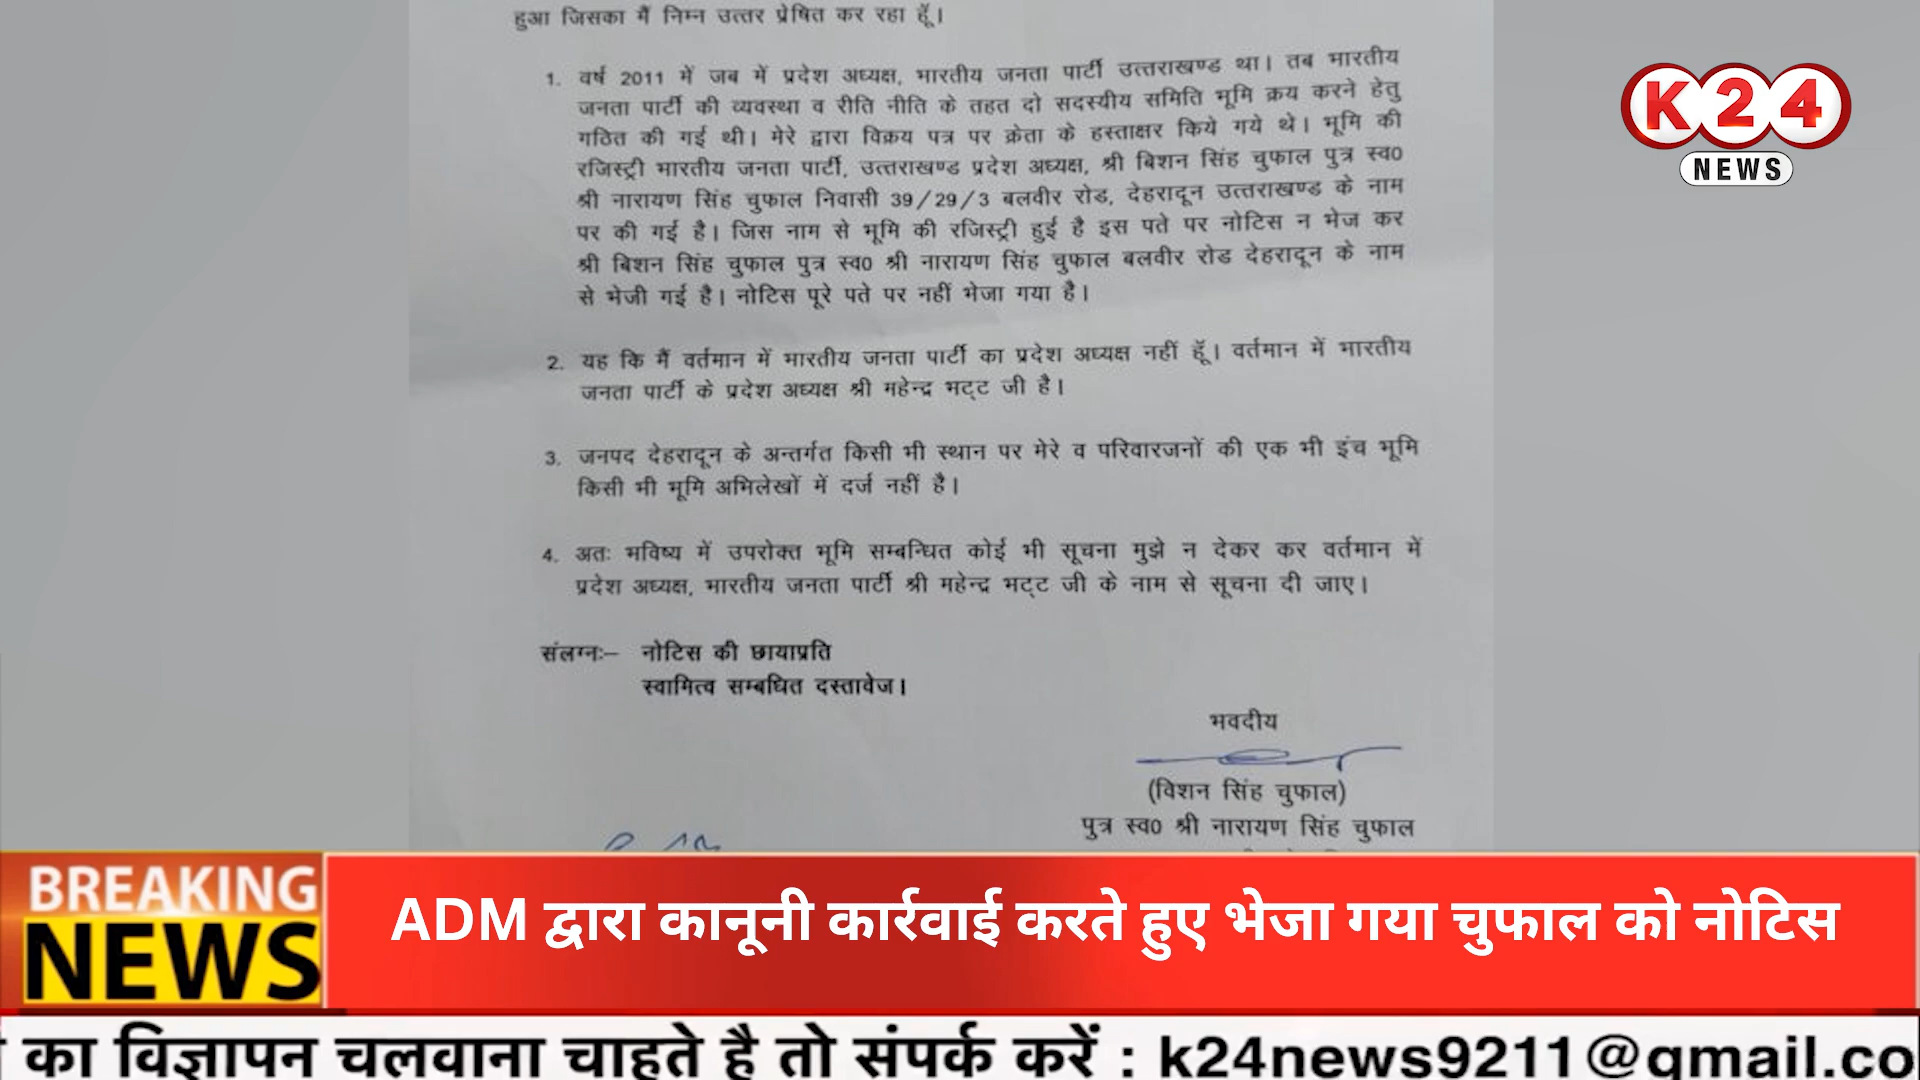 हुआ जिसका मैं निम्न उत्तर प्रेषित कर रहा हूँ।
1. वर्ष 2011 में जब में प्रदेश अध्यक्ष, भारतीय जनता पार्टी उत्तराखण्ड था। तब भारतीय
जनता पार्टी की व्यवस्था व रीति नीति के तहत दो सदस्यीय समिति भूमि क्रय करने हेतु
गठित की गई थी। मेरे द्वारा विक्रय पत्र पर क्रेता के हस्ताक्षर किये गये थे। भूमि की
रजिस्ट्री भारतीय जनता पार्टी, उत्तराखण्ड प्रदेश अध्यक्ष, श्री बिशन सिंह चुफाल पुत्र स्व0
श्री नारायण सिंह चुफाल निवासी 39/29/3 बलवीर रोड, देहरादून उत्तराखण्ड के नाम
पर की गई है। जिस नाम से भूमि की रजिस्ट्री हुई है इस पते पर नोटिस न भेज कर
श्री बिशन सिंह चुफाल पुत्र स्व0 श्री नारायण सिंह चुफाल बलवीर रोड देहरादून के नाम
से भेजी गई है। नोटिस पूरे पते पर नहीं भेजा गया है।
2. यह कि मैं वर्तमान में भारतीय जनता पार्टी का प्रदेश अध्यक्ष नहीं हूँ। वर्तमान में भारतीय
जनता पार्टी के प्रदेश अध्यक्ष श्री महेन्द्र भट्ट जी है।
3. जनपद देहरादून के अन्तर्गत किसी भी स्थान पर मेरे व परिवारजनों की एक भी इंच भूमि
किसी भी भूमि अभिलेखों में दर्ज नहीं है।
4. अतः भविष्य में उपरोक्त भूमि सम्बन्धित कोई भी सूचना मुझे न देकर कर वर्तमान में
प्रदेश अध्यक्ष, भारतीय जनता पार्टी श्री महेन्द्र भट्ट जी के नाम से सूचना दी जाए।
संलग्नः– नोटिस की छायाप्रति
स्वामित्व सम्बधित दस्तावेज।
भवदीय
(विशन सिंह चुफाल)
पुत्र स्व0 श्री नारायण सिंह चुफाल
K24
NEWS
BREAKING
NEWS
ADM द्वारा कानूनी कार्रवाई करते हुए भेजा गया चुफाल को नोटिस
का विज्ञापन चलवाना चाहते है तो संपर्क करें : k24news9211@gmail.co